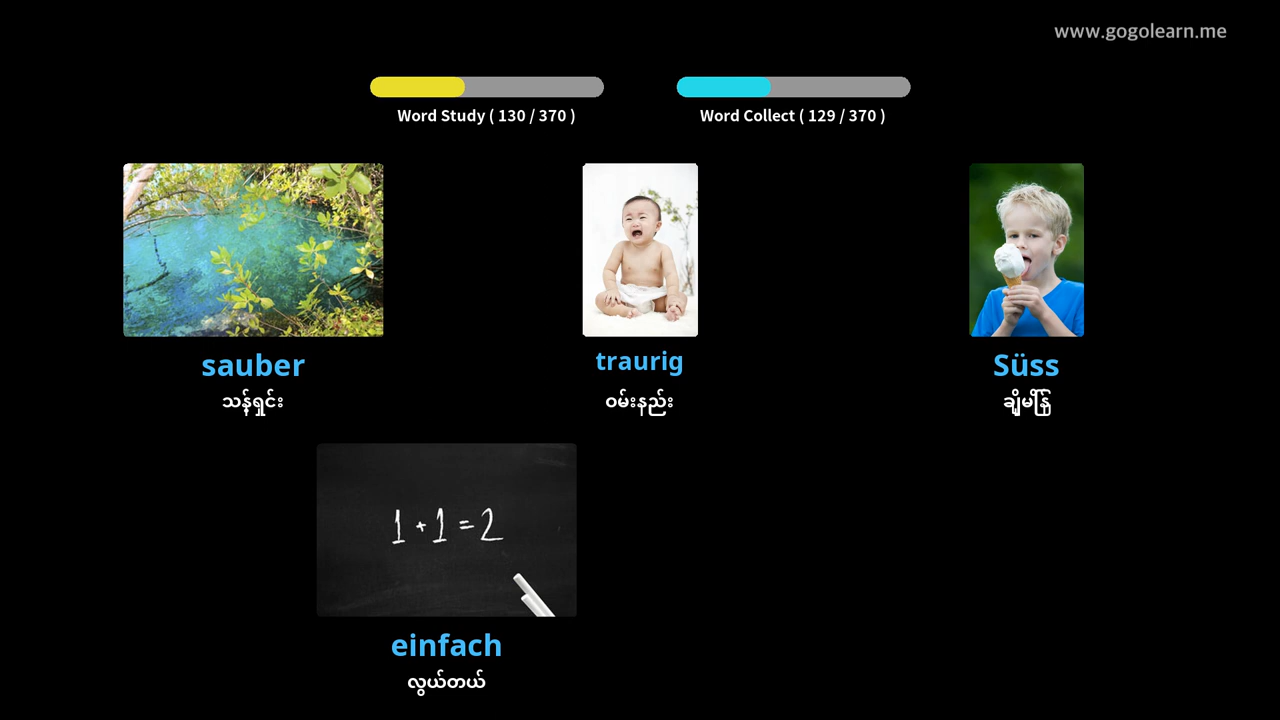 www.gogolearn.me
Word Study ( 130 / 370 )
Word Collect ( 129 / 370 )
sauber
traurig
Süss
သန့်ရှင်း
ဝမ်းနည်း
ချိုမြိန်
1 + 1 = 2
einfach
လွယ်တယ်